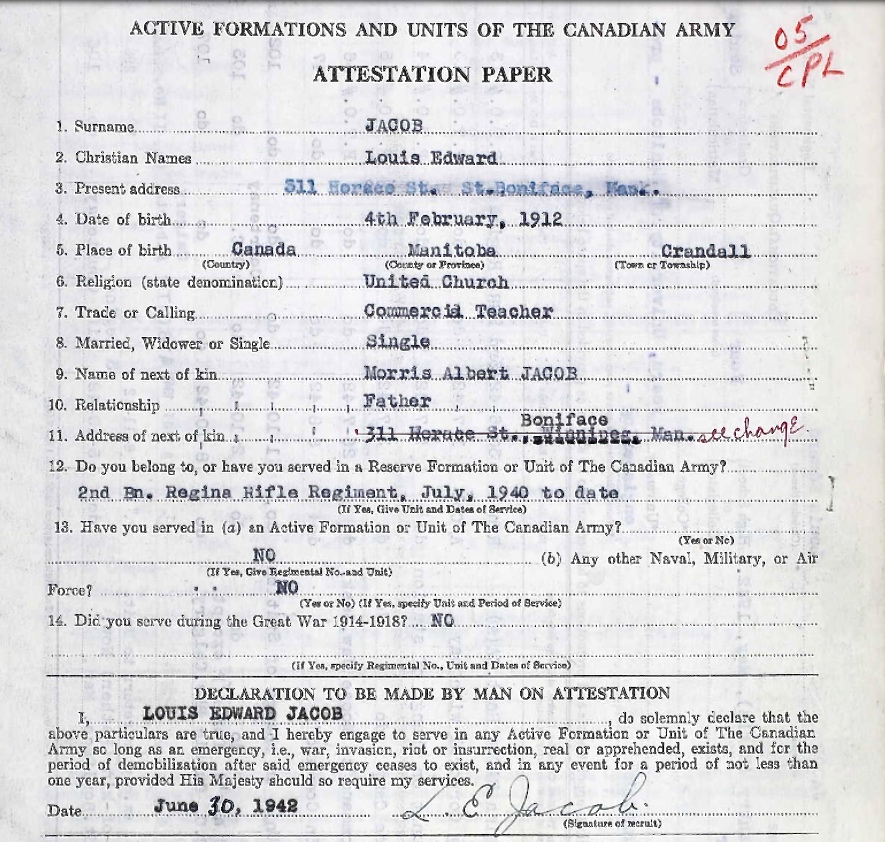 ACTIVE FORMATIONS AND UNITS OF THE CANADIAN ARMY
05/CPL
ATTESTATION PAPER
1. Surname JACOB
2. Christian Names Louis Edward
3. Present address 311 Horace St. St.Boniface, Man.
4. Date of birth 4th February, 1912
5. Place of birth Canada Manitoba Crandall
(Country) (County or Province) (Town or Township)
6. Religion (state denomination) United Church
7. Trade or Calling Commercial Teacher
8. Married, Widower or Single Single
9. Name of next of kin Morris Albert JACOB
10. Relationship Father
Boniface
11. Address of next of kin 311 Horace St., Winnipeg, Man. see change
12. Do you belong to, or have you served in a Reserve Formation or Unit of The Canadian Army?
2nd Bn. Regina Rifle Regiment, July, 1940 to date
(If Yes, Give Unit and Dates of Service)
13. Have you served in (a) an Active Formation or Unit of The Canadian Army?
(Yes or No)
NO (b) Any other Naval, Military, or Air
(If Yes, Give Regimental No. and Unit)
Force? NO
(Yes or No) (If Yes, specify Unit and Period of Service)
14. Did you serve during the Great War 1914-1918? NO
(If Yes, specify Regimental No., Unit and Dates of Service)
DECLARATION TO BE MADE BY MAN ON ATTESTATION
I, LOUIS EDWARD JACOB, do solemnly declare that the
above particulars are true, and I hereby engage to serve in any Active Formation or Unit of The Canadian
Army so long as an emergency, i.e., war, invasion, riot or insurrection, real or apprehended, exists, and for the
period of demobilization after said emergency ceases to exist, and in any event for a period of not less than
one year, provided His Majesty should so require my services.
Date June 30, 1942 L. E Jacob.
(Signature of recruit)